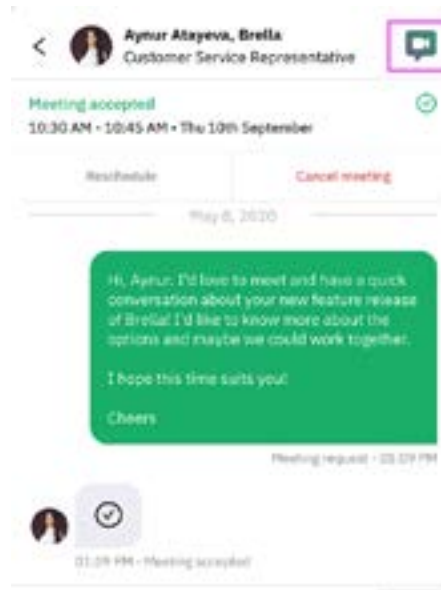 Aynur Atayeva, Brella
Customer Service Representative
Meeting accepted
10:30 AM - 10:45 AM • Thu 10th September
Reschedule
Cancel meeting
May 8, 2020
Hi, Aynur. I'd love to meet and have a quick
conversation about your new feature release
of Brella! I'd like to know more about the
options and maybe we could work together.
I hope this time suits you!
Cheers
Meeting request - 01:09 PM
01:09 PM - Meeting accepted